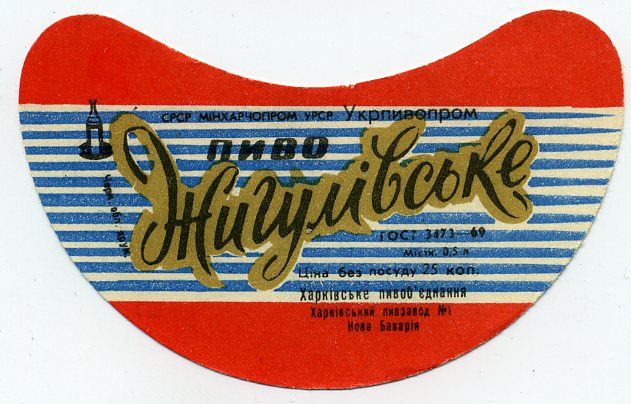 СРСР МІНХАРЧОПРОМ УРСР Укрпивопром
ПИВО
Жигулівське
ГОСТ 3473-69
Містк. 0,5 л
Ціна без посуду 25 коп.
Харківське пивоб'єднання
Харківський пивзавод №1
Нова Баварія